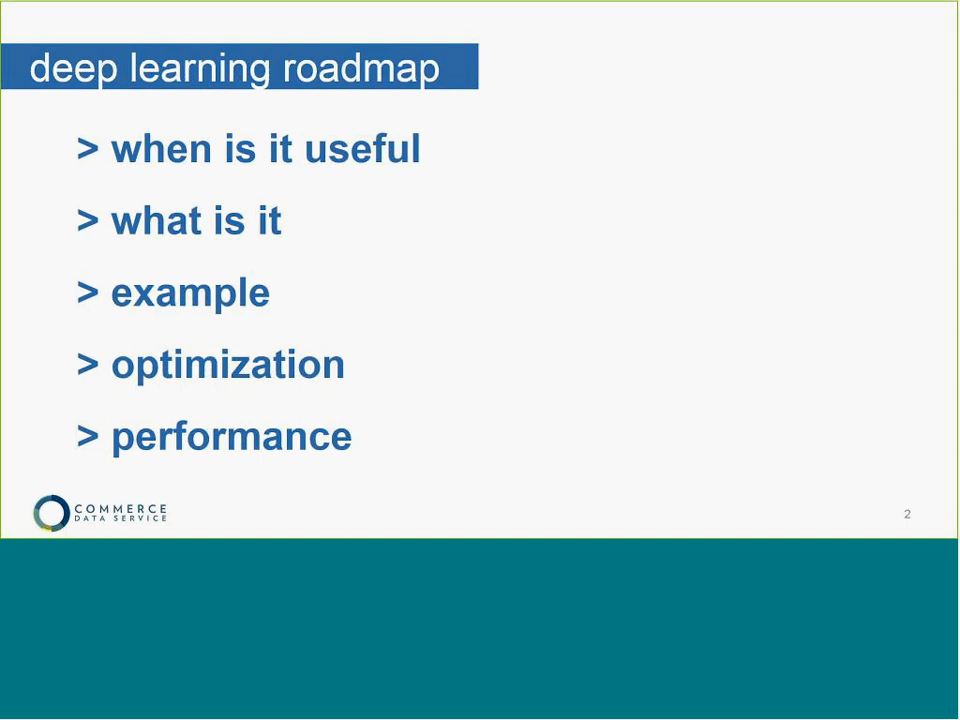 deep learning roadmap
> when is it useful
> what is it
> example
> optimization
> performance
COMMERCE
DATA SERVICE
2